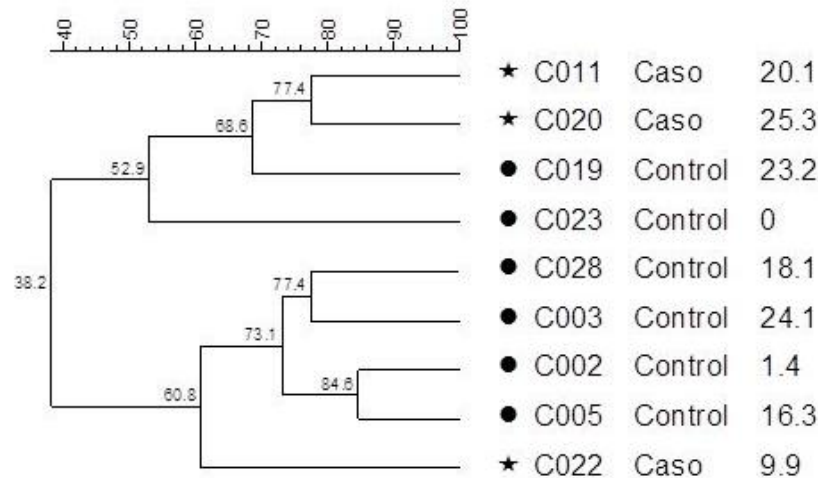 40 50 60 70 80 90 100
★ C011 Caso 20.1
77.4
★ C020 Caso 25.3
68.6
● C019 Control 23.2
52.9
● C023 Control 0
38.2
● C028 Control 18.1
77.4
● C003 Control 24.1
73.1
● C002 Control 1.4
84.6
60.8
● C005 Control 16.3
★ C022 Caso 9.9